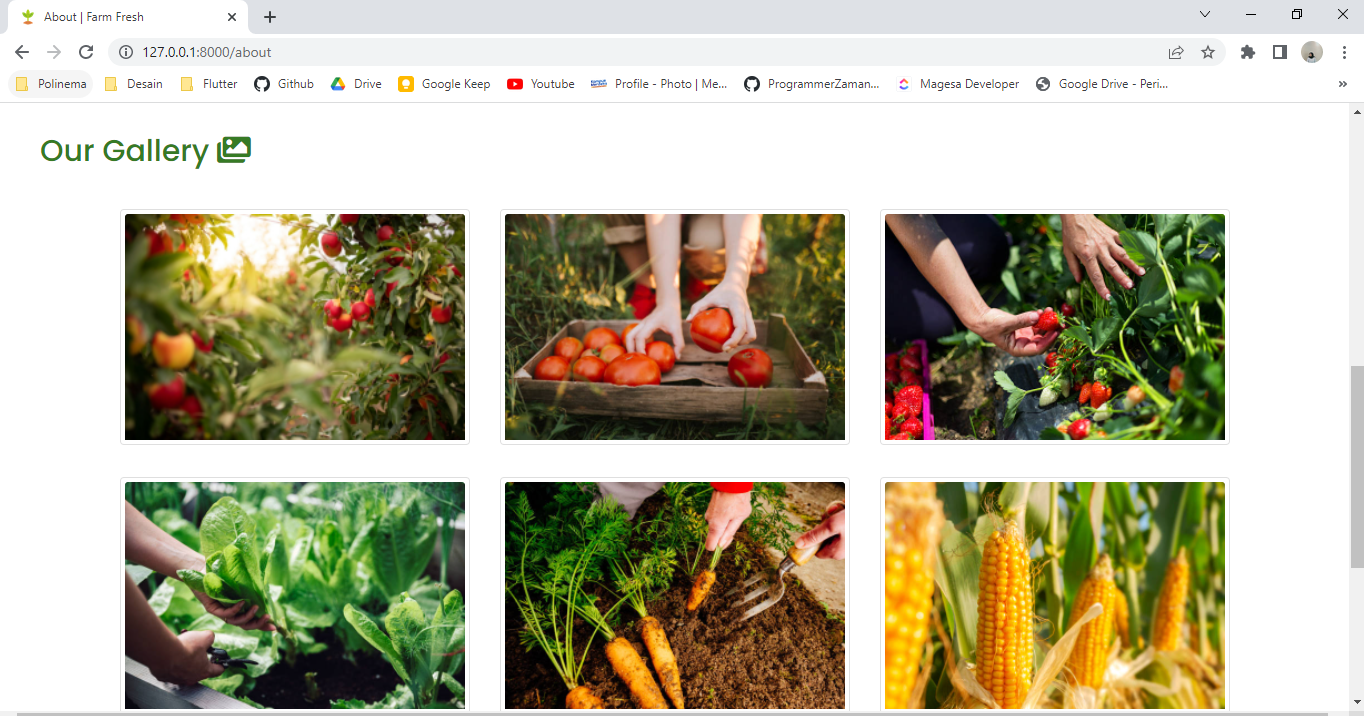 About | Farm Fresh
127.0.0.1:8000/about
Polinema Desain Flutter Github Drive Google Keep Youtube Profile - Photo | Me... ProgrammerZaman... Magesa Developer Google Drive - Peri... »
Our Gallery